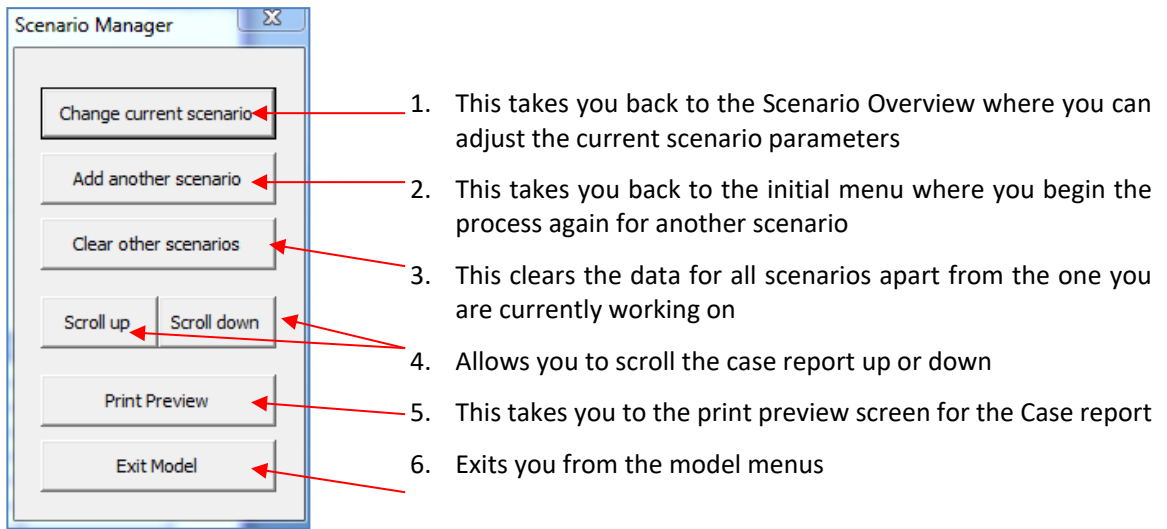 Scenario Manager
Change current scenario
Add another scenario
Clear other scenarios
Scroll up Scroll down
Print Preview
Exit Model
1. This takes you back to the Scenario Overview where you can
adjust the current scenario parameters
2. This takes you back to the initial menu where you begin the
process again for another scenario
3. This clears the data for all scenarios apart from the one you
are currently working on
4. Allows you to scroll the case report up or down
5. This takes you to the print preview screen for the Case report
6. Exits you from the model menus